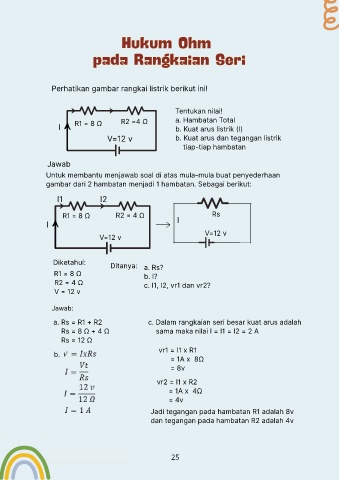 Hukum Ohm
pada Rangkaian Seri
Perhatikan gambar rangkai listrik berikut ini!
R1 = 8 Ω
R2 =4 Ω
I
V=12 v
Tentukan nilai!
a. Hambatan Total
b. Kuat arus listrik (I)
b. Kuat arus dan tegangan listrik
tiap-tiap hambatan
Jawab
Untuk membantu menjawab soal di atas mula-mula buat penyederhaan
gambar dari 2 hambatan menjadi 1 hambatan. Sebagai berikut:
I1
I2
R1 = 8 Ω
R2 = 4 Ω
I
V=12 v
Rs
I
V=12 v
Diketahui:
R1 = 8 Ω
R2 = 4 Ω
V = 12 v
Ditanya:
a. Rs?
b. I?
c. I1, I2, vr1 dan vr2?
Jawab:
a. Rs = R1 + R2
Rs = 8 Ω + 4 Ω
Rs = 12 Ω
b. V = IxRs
I = Vt / Rs
I = 12 v / 12 Ω
I = 1 A
c. Dalam rangkaian seri besar kuat arus adalah
sama maka nilai I = I1 = I2 = 2 A
vr1 = I1 x R1
= 1A x 8Ω
= 8v
vr2 = I1 x R2
= 1A x 4Ω
= 4v
Jadi tegangan pada hambatan R1 adalah 8v
dan tegangan pada hambatan R2 adalah 4v
25